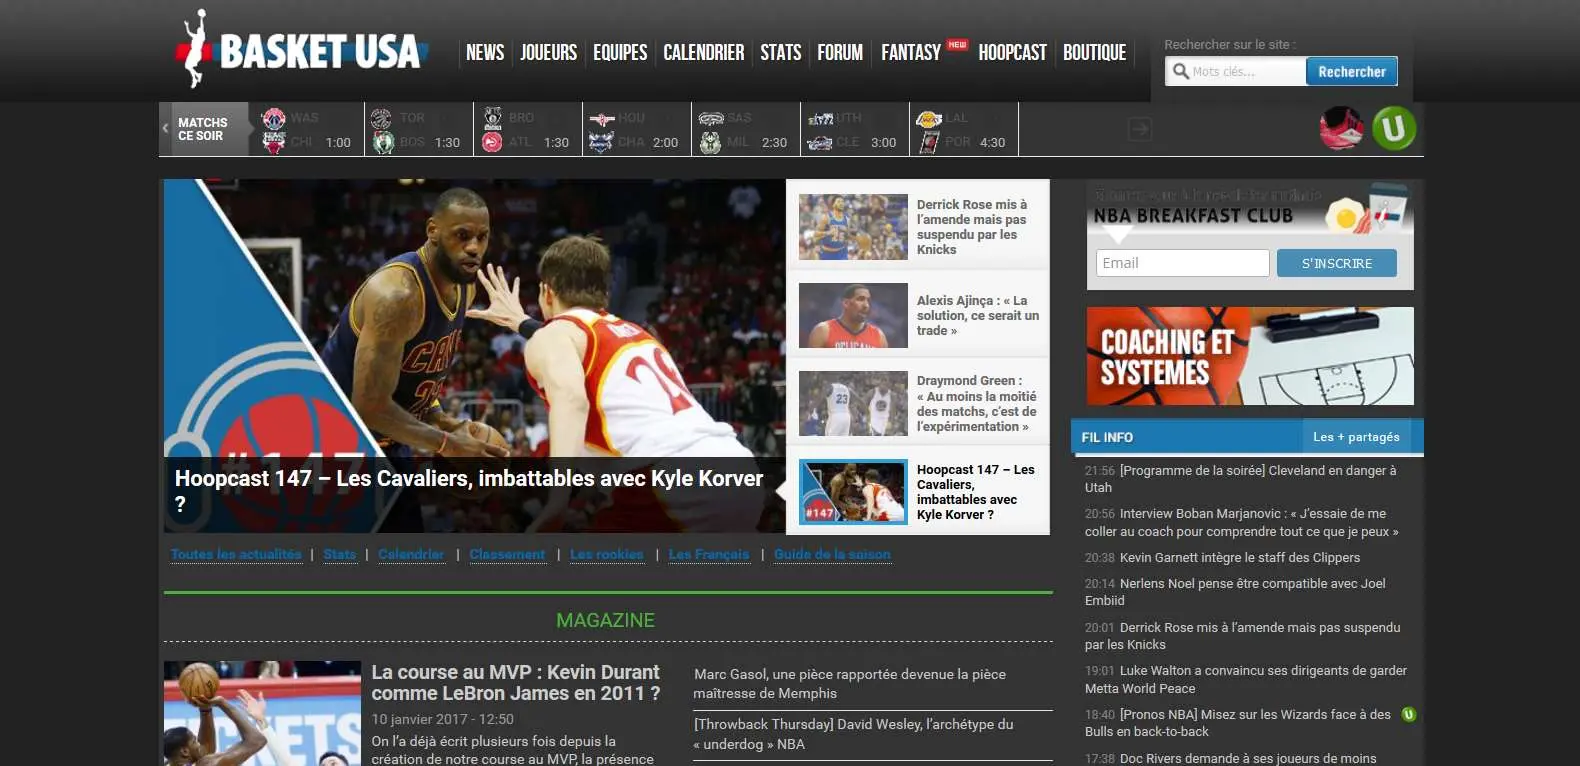 BASKET USA
NEWS
JOUEURS
EQUIPES
CALENDRIER
STATS
FORUM
FANTASY NEW
HOOPCAST
BOUTIQUE
Rechercher sur le site :
Mots clés...
Rechercher
MATCHS
CE SOIR
WAS
CHI 1:00
TOR
BOS 1:30
BRO
ATL 1:30
HOU
CHA 2:00
SAS
MIL 2:30
UTH
CLE 3:00
LAL
POR 4:30
U
#147
Hoopcast 147 – Les Cavaliers, imbattables avec Kyle Korver
?
Derrick Rose mis à
l’amende mais pas
suspendu par les
Knicks
Alexis Ajinça : « La
solution, ce serait un
trade »
Draymond Green :
« Au moins la moitié
des matchs, c’est de
l’expérimentation »
#147
Hoopcast 147 – Les
Cavaliers,
imbattables avec
Kyle Korver ?
NBA BREAKFAST CLUB
Email
S'INSCRIRE
COACHING ET
SYSTEMES
FIL INFO
Les + partagés
21:56 [Programme de la soirée] Cleveland en danger à
Utah
20:56 Interview Boban Marjanovic : « J’essaie de me
coller au coach pour comprendre tout ce que je peux »
20:38 Kevin Garnett intègre le staff des Clippers
20:14 Nerlens Noel pense être compatible avec Joel
Embiid
20:01 Derrick Rose mis à l’amende mais pas suspendu
par les Knicks
19:01 Luke Walton a convaincu ses dirigeants de garder
Metta World Peace
18:40 [Pronos NBA] Misez sur les Wizards face à des
Bulls en back-to-back
17:38 Doc Rivers demande à ses joueurs de moins
Toutes les actualités | Stats | Calendrier | Classement | Les rookies | Les Français | Guide de la saison
MAGAZINE
La course au MVP : Kevin Durant
comme LeBron James en 2011 ?
10 janvier 2017 - 12:50
On l’a déjà écrit plusieurs fois depuis la
création de notre course au MVP, la présence
Marc Gasol, une pièce rapportée devenue la pièce
maîtresse de Memphis
[Throwback Thursday] David Wesley, l’archétype du
« underdog » NBA